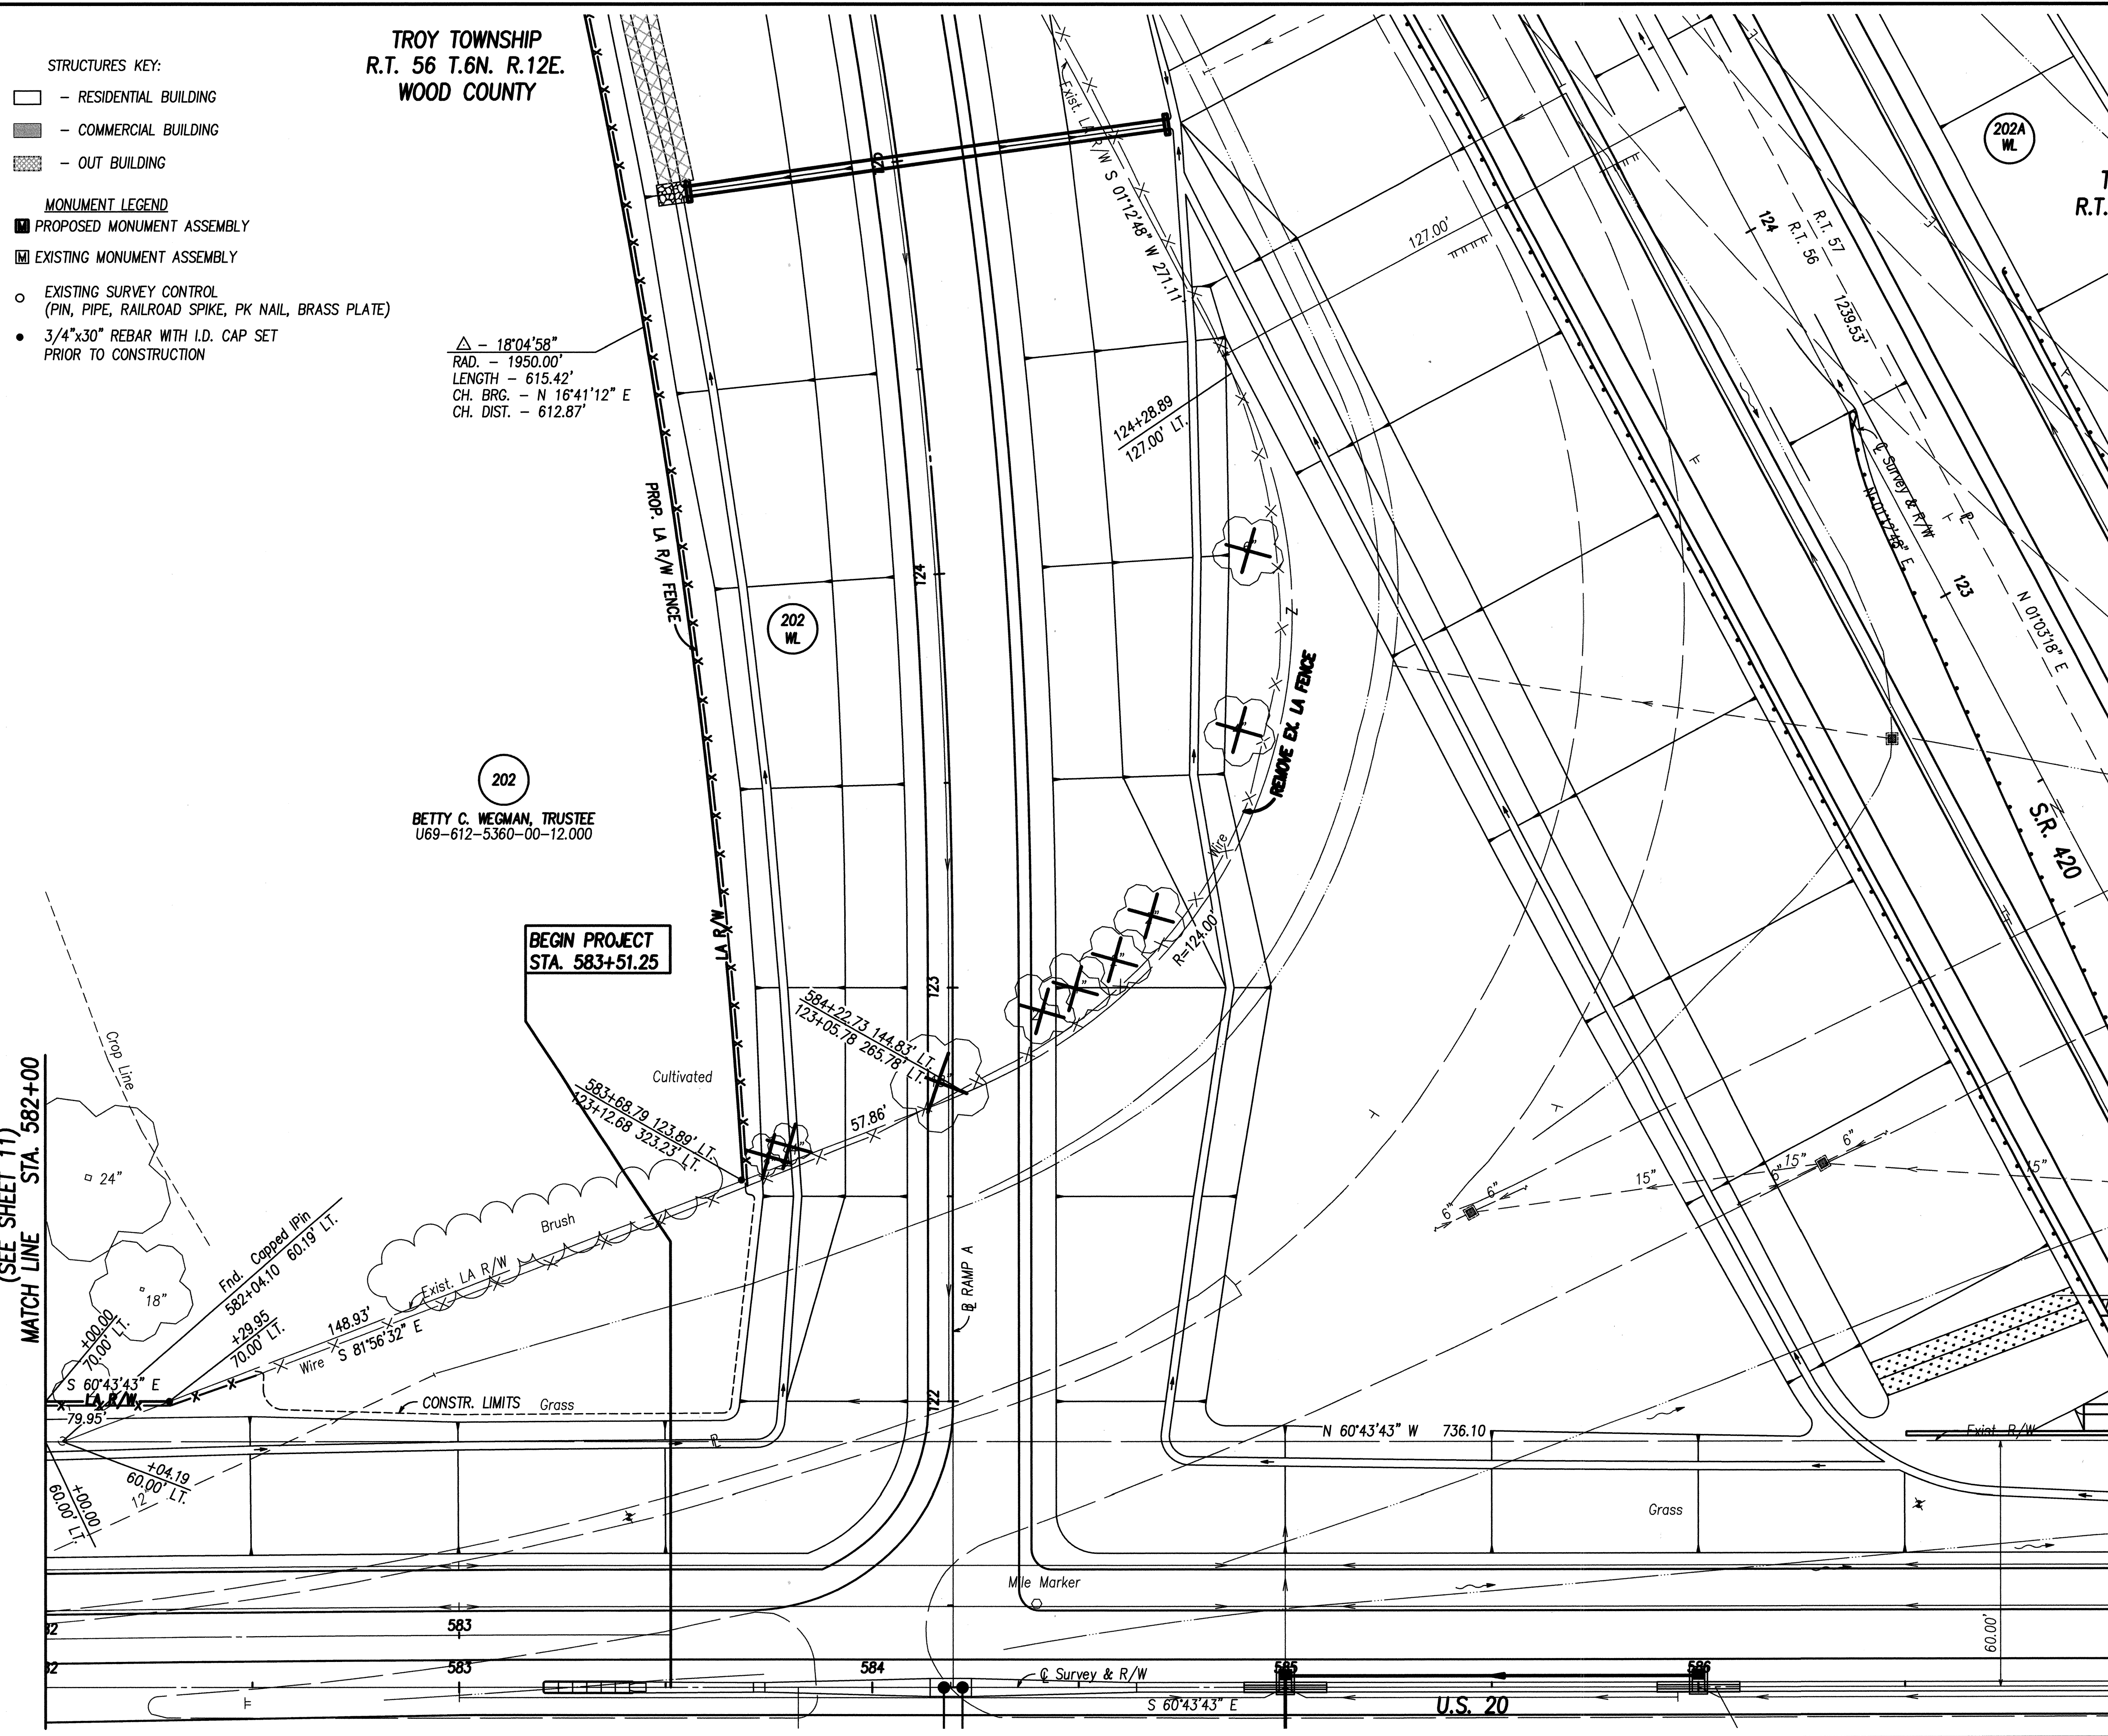 STRUCTURES KEY:
- RESIDENTIAL BUILDING
- COMMERCIAL BUILDING
- OUT BUILDING
MONUMENT LEGEND
M PROPOSED MONUMENT ASSEMBLY
M EXISTING MONUMENT ASSEMBLY
EXISTING SURVEY CONTROL
(PIN, PIPE, RAILROAD SPIKE, PK NAIL, BRASS PLATE)
3/4"x30" REBAR WITH I.D. CAP SET
PRIOR TO CONSTRUCTION
TROY TOWNSHIP
R.T. 56 T.6N. R.12E.
WOOD COUNTY
△ - 18°04'58"
RAD. - 1950.00'
LENGTH - 615.42'
CH. BRG. - N 16°41'12" E
CH. DIST. - 612.87'
Exist. LA R/W S 01°12'48" W 271.11'
127.00'
124+28.89
127.00' LT.
202A
WL
R.T.
124
R.T. 57
R.T. 56
1239.53'
℄ Survey & R/W
N 01°12'48" E
123
N 01°03'18" E
S.R. 420
PROP. LA R/W FENCE
124
202
WL
202
BETTY C. WEGMAN, TRUSTEE
U69-612-5360-00-12.000
REMOVE EX. LA FENCE
Wire
R=124.00'
LA R/W
BEGIN PROJECT
STA. 583+51.25
123
584+22.73 144.83' LT.
123+05.78 265.78' LT.
Cultivated
583+68.79 123.89' LT.
123+12.68 323.23' LT.
57.86'
Crop Line
(SEE SHEET 11)
MATCH LINE STA. 582+00
24"
18"
Fnd. Capped IPin
582+04.10 60.19' LT.
+00.00
70.00' LT.
+29.95
70.00' LT.
Brush
Exist. LA R/W
148.93'
Wire S 81°56'32" E
S 60°43'43" E
LA R/W
79.95'
CONSTR. LIMITS Grass
℄ RAMP A
122
6"
6"
15"
6"
15"
6"
15"
N 60°43'43" W 736.10
Exist. R/W
+04.19
60.00' LT.
12"
+00.00
60.00' LT.
Grass
Mile Marker
60.00'
583
583
584
℄ Survey & R/W
585
586
S 60°43'43" E
U.S. 20